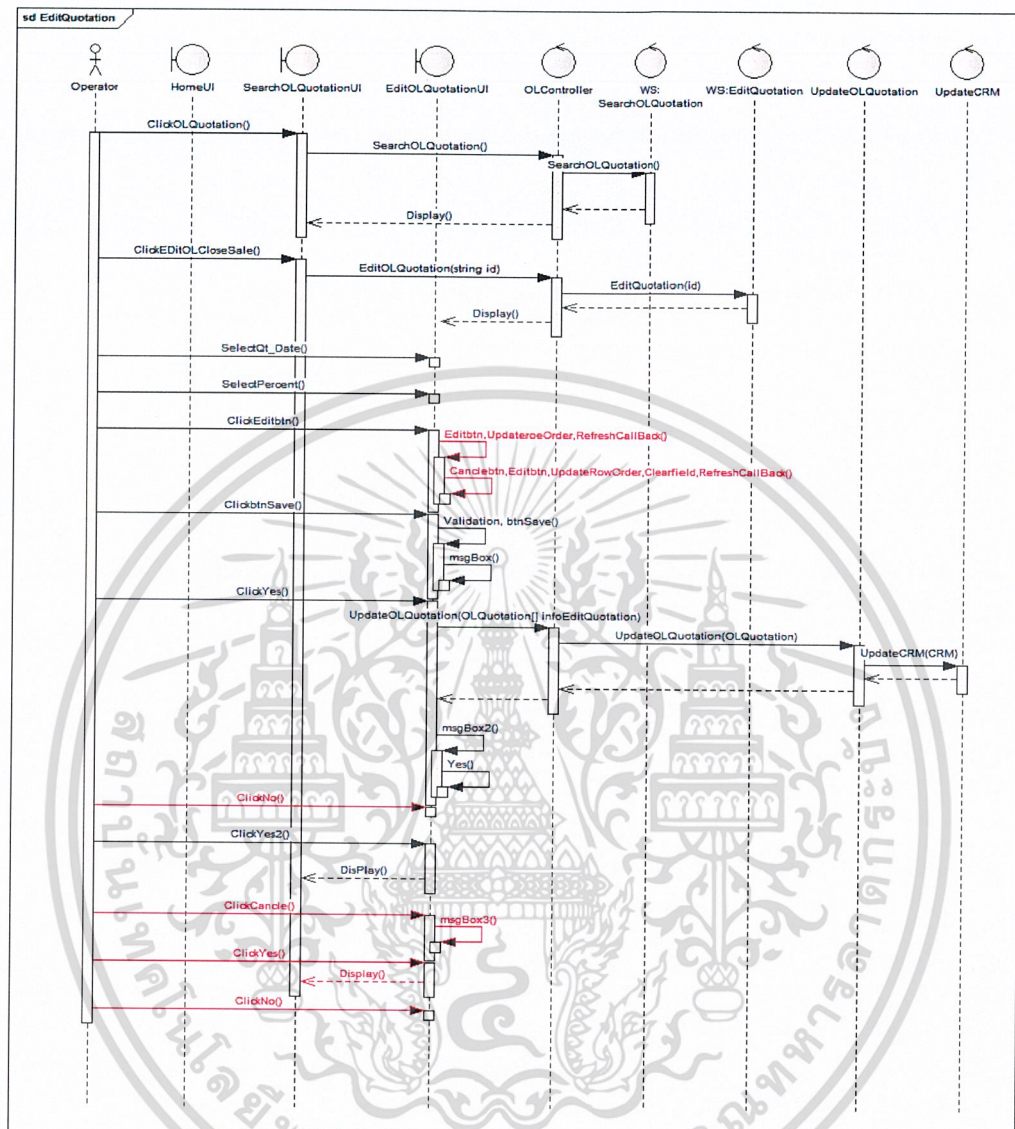 sd EditQuotation
Operator
HomeUI
SearchOLQuotationUI
EditOLQuotationUI
OLController
WS:
SearchOLQuotation
WS:EditQuotation
UpdateOLQuotation
UpdateCRM
ClickOLQuotation()
SearchOLQuotation()
SearchOLQuotation()
Display()
ClickEDitOLCloseSale()
EditOLQuotation(string id)
EditQuotation(id)
Display()
SelectQt_Date()
SelectPercent()
ClickEditbtn()
Editbtn,UpdateroeOrder,RefreshCallBack()
Canclebtn,Editbtn,UpdateRowOrder,Clearfield,RefreshCallBack()
ClickbtnSave()
Validation, btnSave()
msgBox()
ClickYes()
UpdateOLQuotation(OLQuotation[] infoEditQuotation)
UpdateOLQuotation(OLQuotation)
UpdateCRM(CRM)
msgBox2()
Yes()
ClickNo()
ClickYes2()
DisPlay()
ClickCancle()
msgBox3()
ClickYes()
Display()
ClickNo()